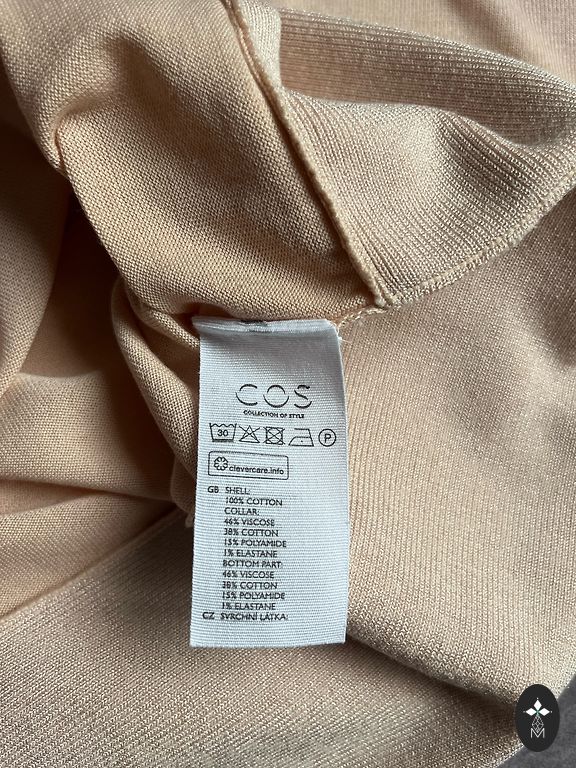 COS
COLLECTION OF STYLE
30 P
clevercare.info
GB SHELL:
100% COTTON
COLLAR:
46% VISCOSE
38% COTTON
15% POLYAMIDE
1% ELASTANE
BOTTOM PART:
46% VISCOSE
38% COTTON
15% POLYAMIDE
1% ELASTANE
CZ SVRCHNÍ LÁTKA:
M